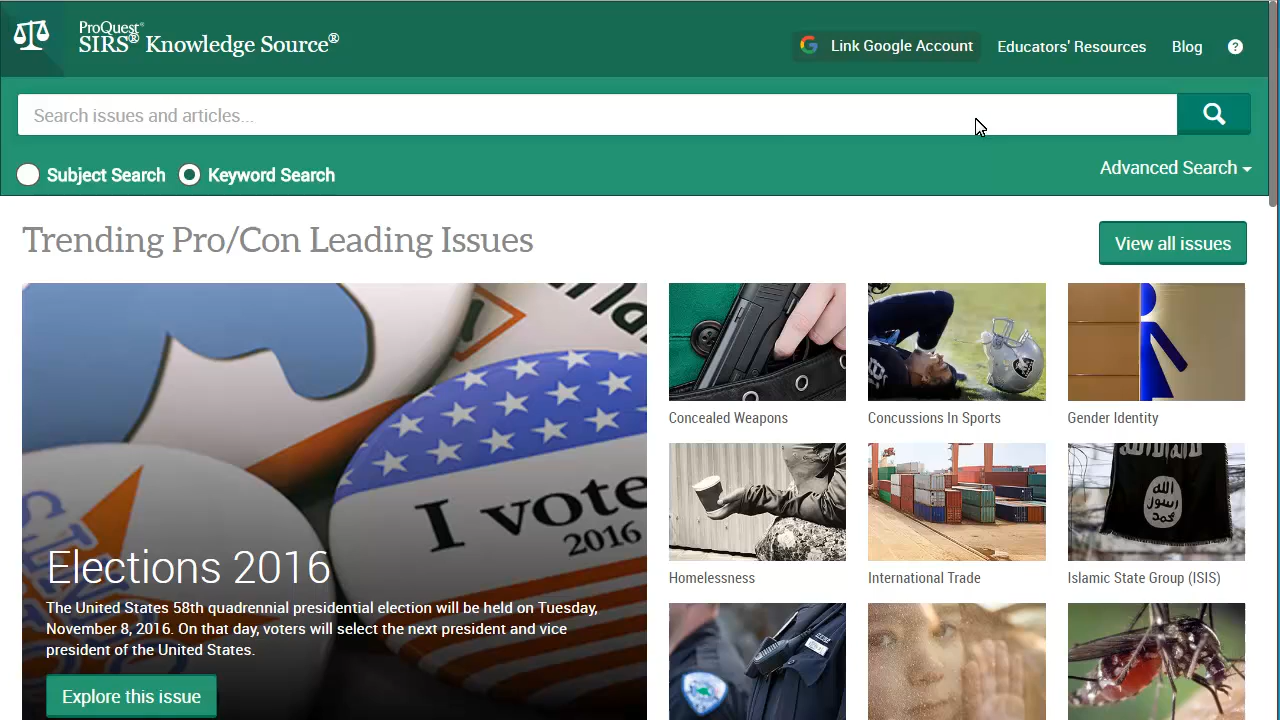 ProQuest®
SIRS® Knowledge Source®
Link Google Account
Educators' Resources
Blog
?
Search issues and articles...
Subject Search
Keyword Search
Advanced Search
Trending Pro/Con Leading Issues
View all issues
I vote
2016
Elections 2016
The United States 58th quadrennial presidential election will be held on Tuesday,
November 8, 2016. On that day, voters will select the next president and vice
president of the United States.
Explore this issue
Concealed Weapons
Concussions In Sports
Gender Identity
Homelessness
International Trade
الله
رسول
محمد
Islamic State Group (ISIS)